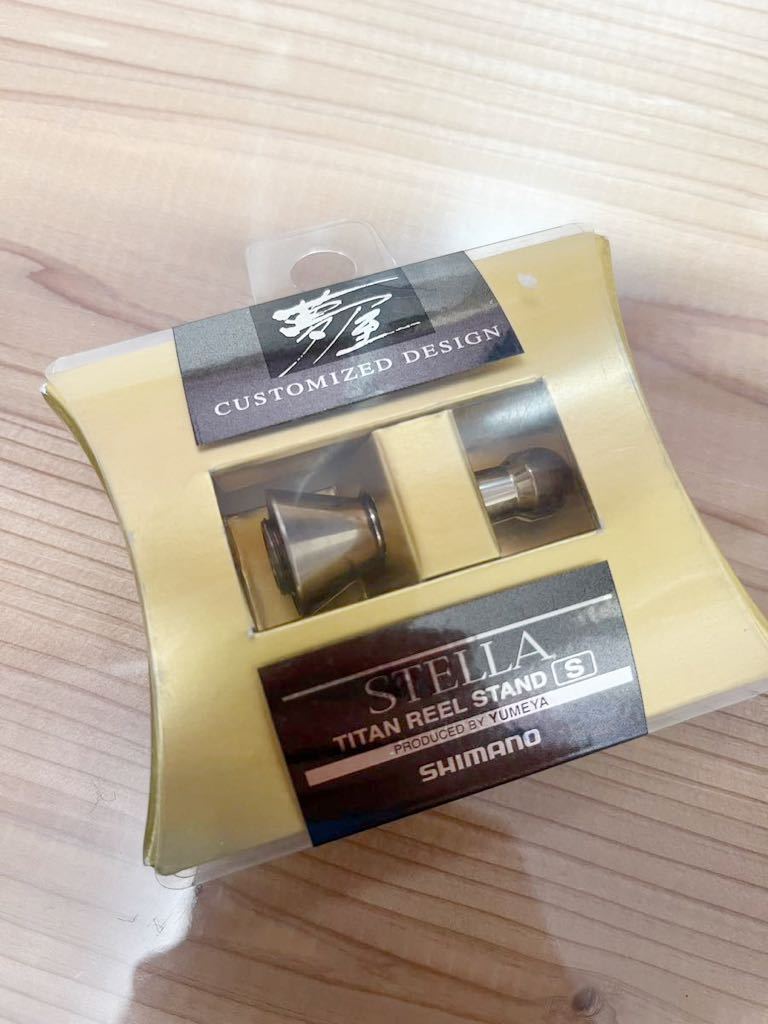 夢屋
CUSTOMIZED DESIGN
STELLA
TITAN REEL STAND S
PRODUCED BY YUMEYA
SHIMANO